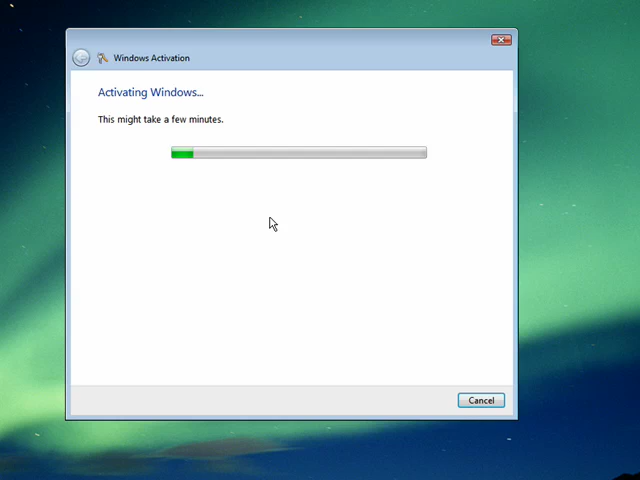 Windows Activation
Activating Windows...
This might take a few minutes.
Cancel